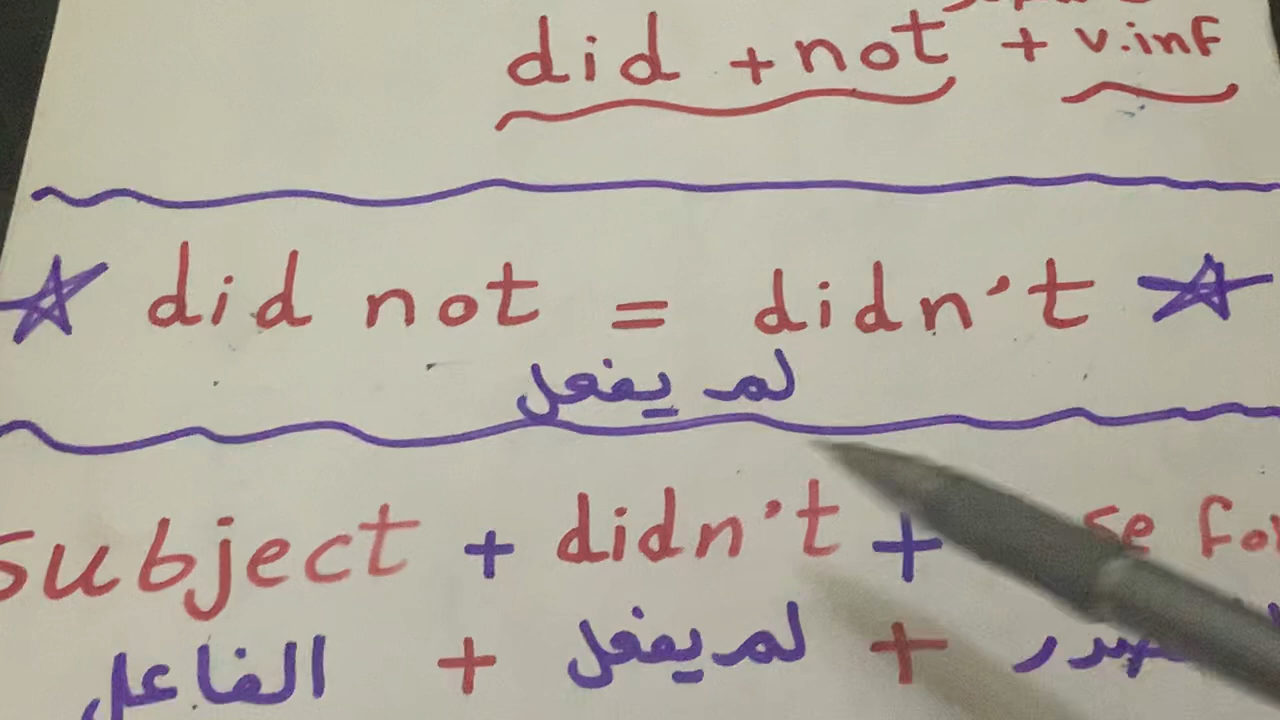 did + not + v.inf
did not = didn't
لم يفعل
subject + didn't +
الفاعل + لم يفعل +